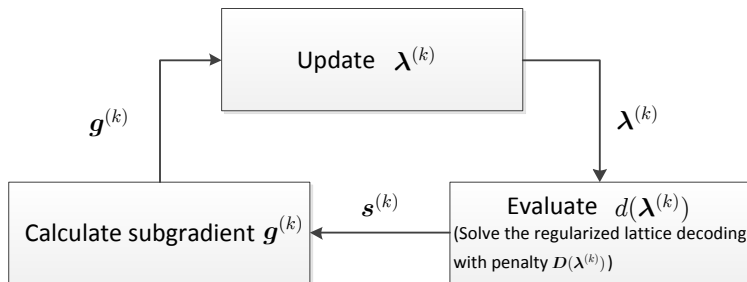 Update λ^(k)
g^(k)
λ^(k)
Calculate subgradient g^(k)
s^(k)
Evaluate d(λ^(k))
(Solve the regularized lattice decoding
with penalty D(λ^(k)) )